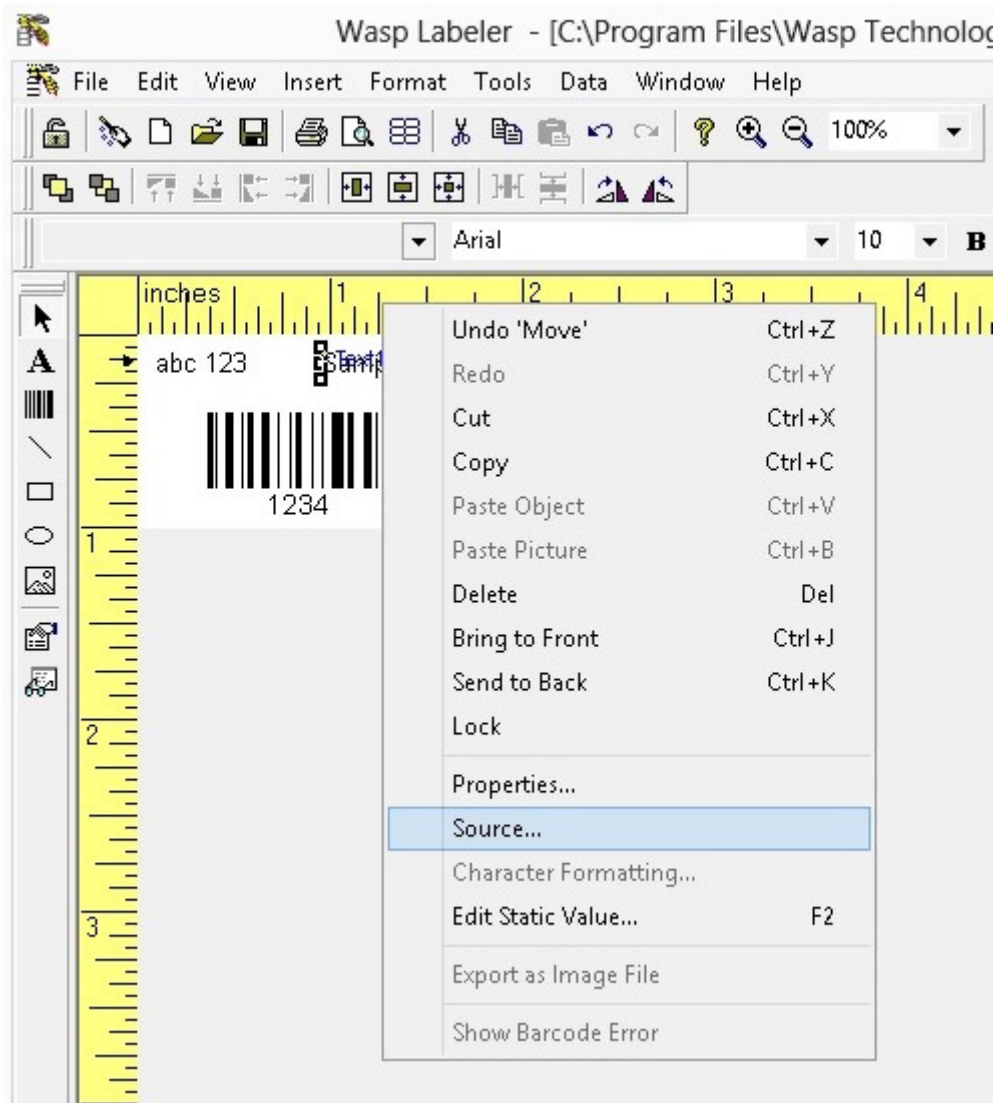 Wasp Labeler - [C:\Program Files\Wasp Technolog
File Edit View Insert Format Tools Data Window Help
100%
Arial 10 B
inches 1 2 3 4
A
abc 123
1234
1
2
3
Undo 'Move' Ctrl+Z
Redo Ctrl+Y
Cut Ctrl+X
Copy Ctrl+C
Paste Object Ctrl+V
Paste Picture Ctrl+B
Delete Del
Bring to Front Ctrl+J
Send to Back Ctrl+K
Lock
Properties...
Source...
Character Formatting...
Edit Static Value... F2
Export as Image File
Show Barcode Error